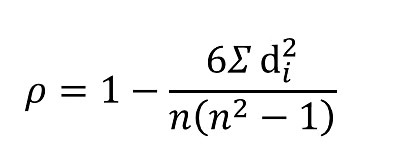 ρ = 1 − 6Σ d_i^2 / n(n^2 − 1)